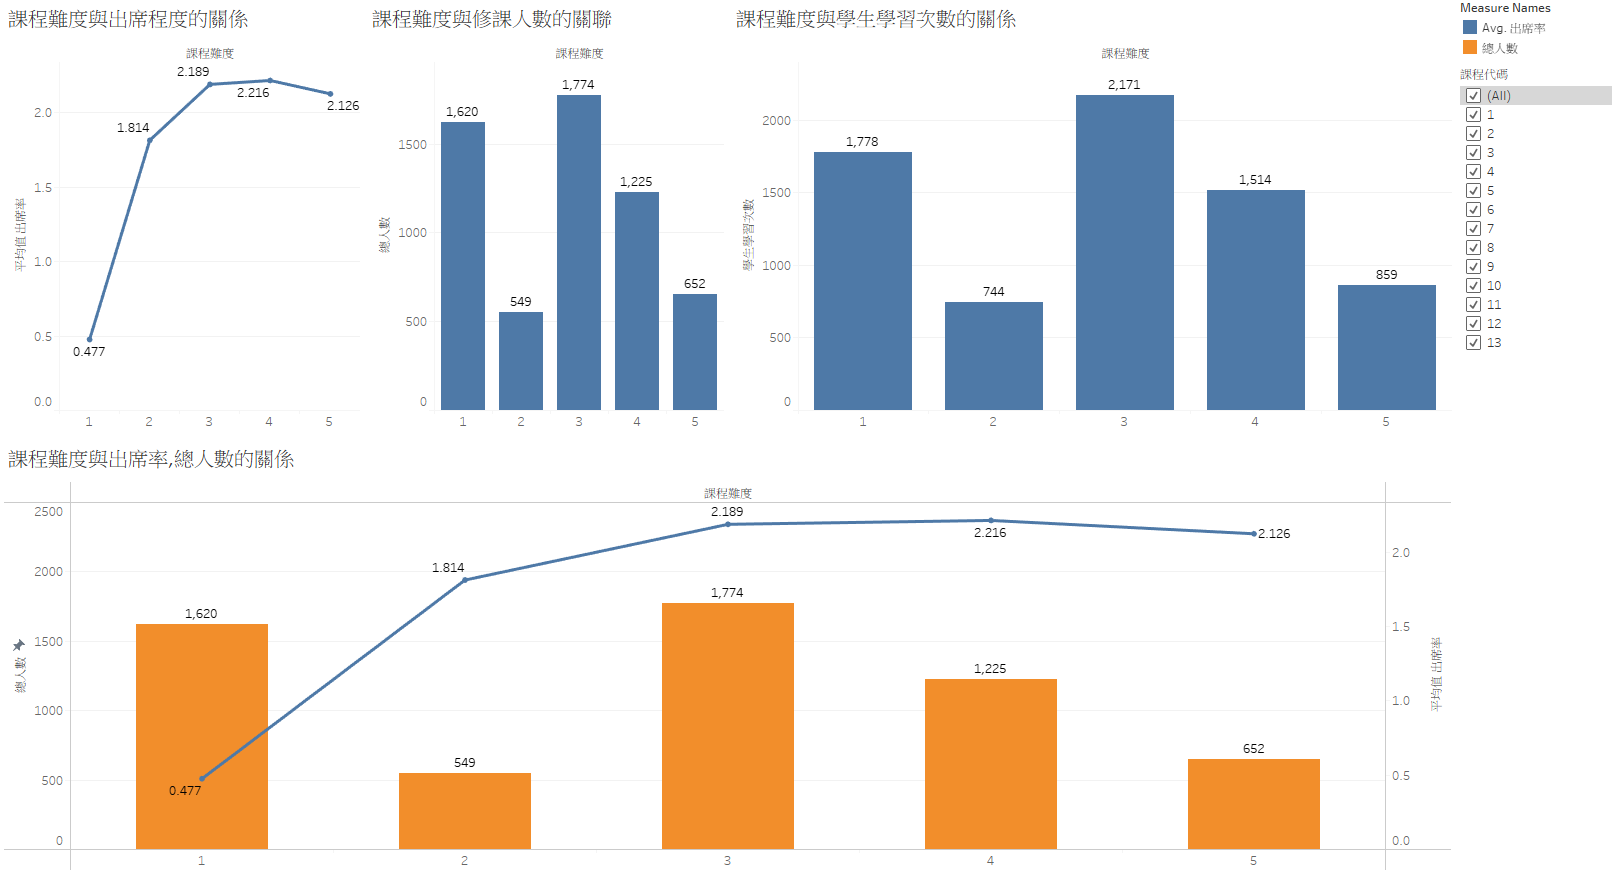 課程難度與出席程度的關係
課程難度
2.189
2.216
2.126
1.814
0.477
2.0
1.5
1.0
0.5
0.0
平均值 出席率
1 2 3 4 5
課程難度與修課人數的關聯
課程難度
1,774
1,620
1,225
652
549
1500
1000
500
0
總人數
1 2 3 4 5
課程難度與學生學習次數的關係
課程難度
2,171
1,778
1,514
859
744
2000
1500
1000
500
0
學生學習次數
1 2 3 4 5
Measure Names
Avg. 出席率
總人數
課程代碼
(All)
1
2
3
4
5
6
7
8
9
10
11
12
13
課程難度與出席率,總人數的關係
課程難度
2500
2000
1500
1000
500
0
總人數
2.189
2.216
2.126
1.814
0.477
1,620
549
1,774
1,225
652
2.0
1.5
1.0
0.5
0.0
平均值 出席率
1 2 3 4 5